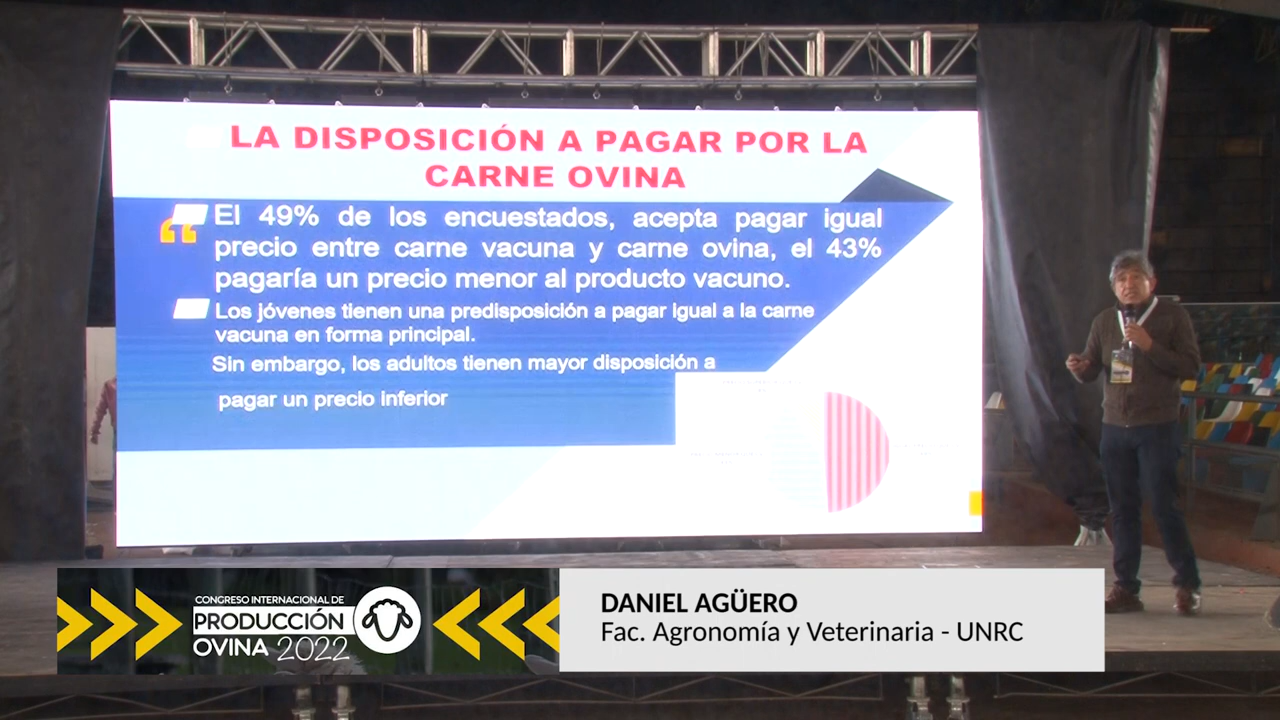 LA DISPOSICIÓN A PAGAR POR LA
CARNE OVINA
El 49% de los encuestados, acepta pagar igual
precio entre carne vacuna y carne ovina, el 43%
pagaría un precio menor al producto vacuno.
Los jóvenes tienen una predisposición a pagar igual a la carne
vacuna en forma principal.
Sin embargo, los adultos tienen mayor disposición a
pagar un precio inferior
CONGRESO INTERNACIONAL DE
PRODUCCIÓN
OVINA 2022
DANIEL AGÜERO
Fac. Agronomía y Veterinaria - UNRC